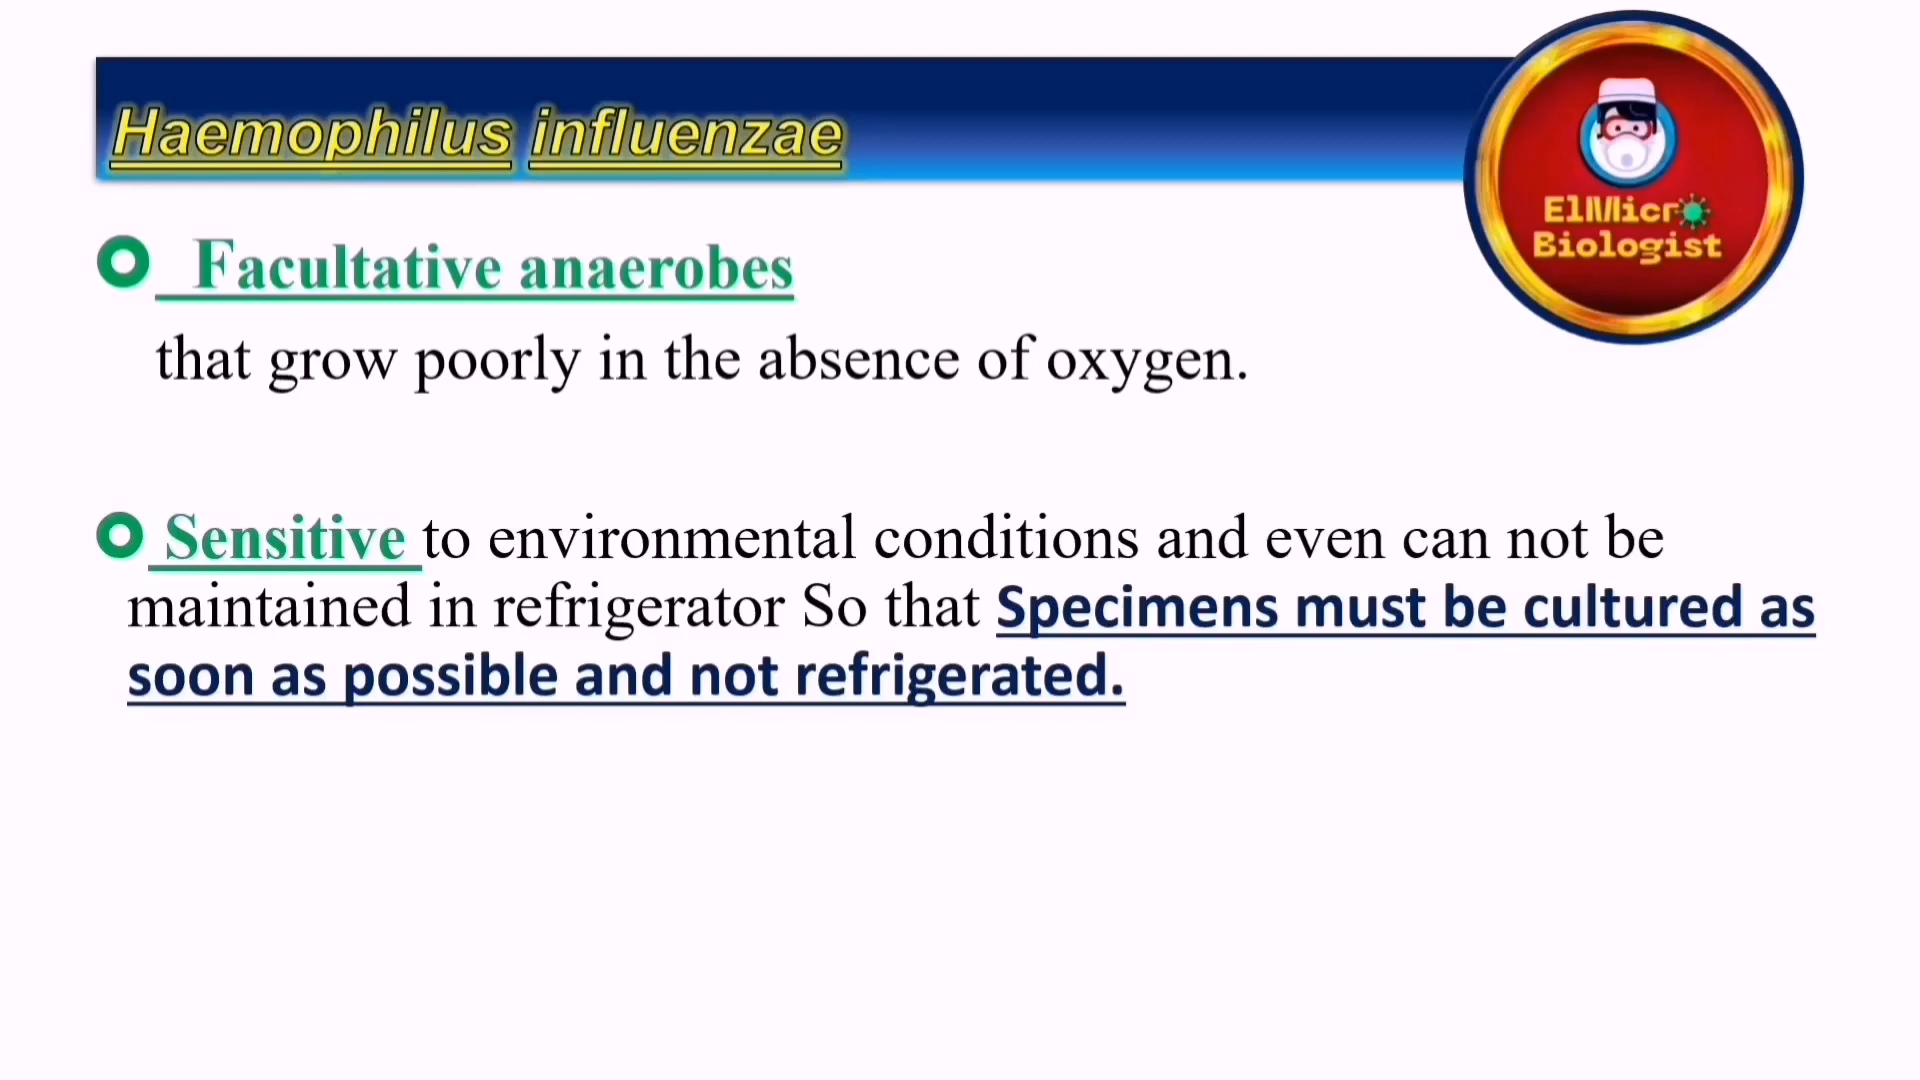 Haemophilus influenzae
ElMicro
Biologist
Facultative anaerobes
that grow poorly in the absence of oxygen.
Sensitive to environmental conditions and even can not be
maintained in refrigerator So that Specimens must be cultured as
soon as possible and not refrigerated.